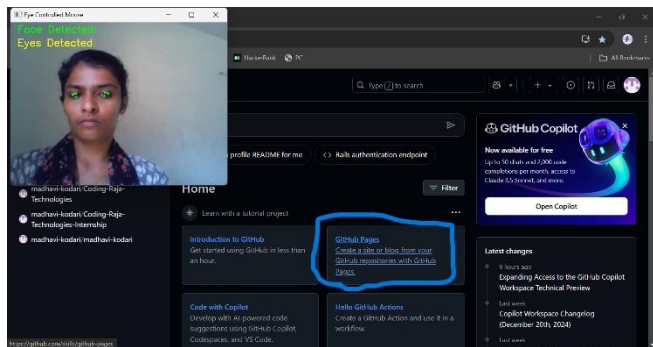 Eye Controlled Mouse
Face Detected
Eyes Detected
HackerRank
PC
All Bookmarks
Type / to search
profile README for me
Rails authentication endpoint
GitHub Copilot
Now available for free
Up to 50 chats and 2,000 code
completions per month, access to
Claude 3.5 Sonnet, and more.
Open Copilot
madhavi-kodari/Coding-Raja-
Technologies
madhavi-kodari/Coding-Raja-
Technologies-Internship
madhavi-kodari/madhavi-kodari
Home
Filter
Learn with a tutorial project
Introduction to GitHub
Get started using GitHub in less than
an hour.
GitHub Pages
Create a site or blog from your
GitHub repositories with GitHub
Pages.
Code with Copilot
Develop with AI-powered code
suggestions using GitHub Copilot,
Codespaces, and VS Code.
Hello GitHub Actions
Create a GitHub Action and use it in a
workflow.
Latest changes
8 hours ago
Expanding Access to the GitHub Copilot
Workspace Technical Preview
Last week
Copilot Workspace Changelog
(December 20th, 2024)
Last week
https://github.com/skills/github-pages